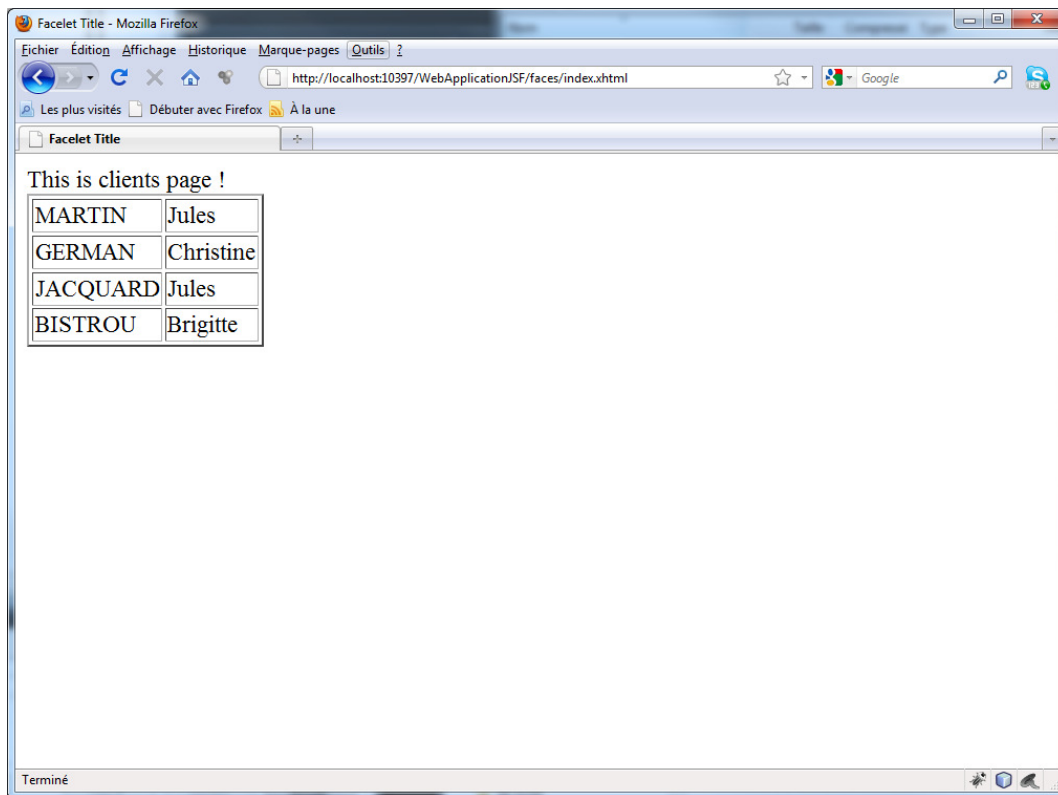 Facelet Title - Mozilla Firefox
Fichier Édition Affichage Historique Marque-pages Outils ?
http://localhost:10397/WebApplicationJSF/faces/index.xhtml Google
Les plus visités Débuter avec Firefox À la une
Facelet Title
This is clients page !
MARTIN Jules
GERMAN Christine
JACQUARD Jules
BISTROU Brigitte
Terminé